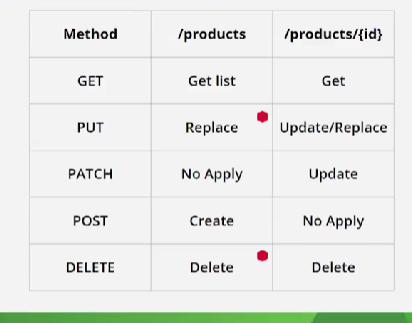 Method /products /products/{id}
GET Get list Get
PUT Replace Update/Replace
PATCH No Apply Update
POST Create No Apply
DELETE Delete Delete